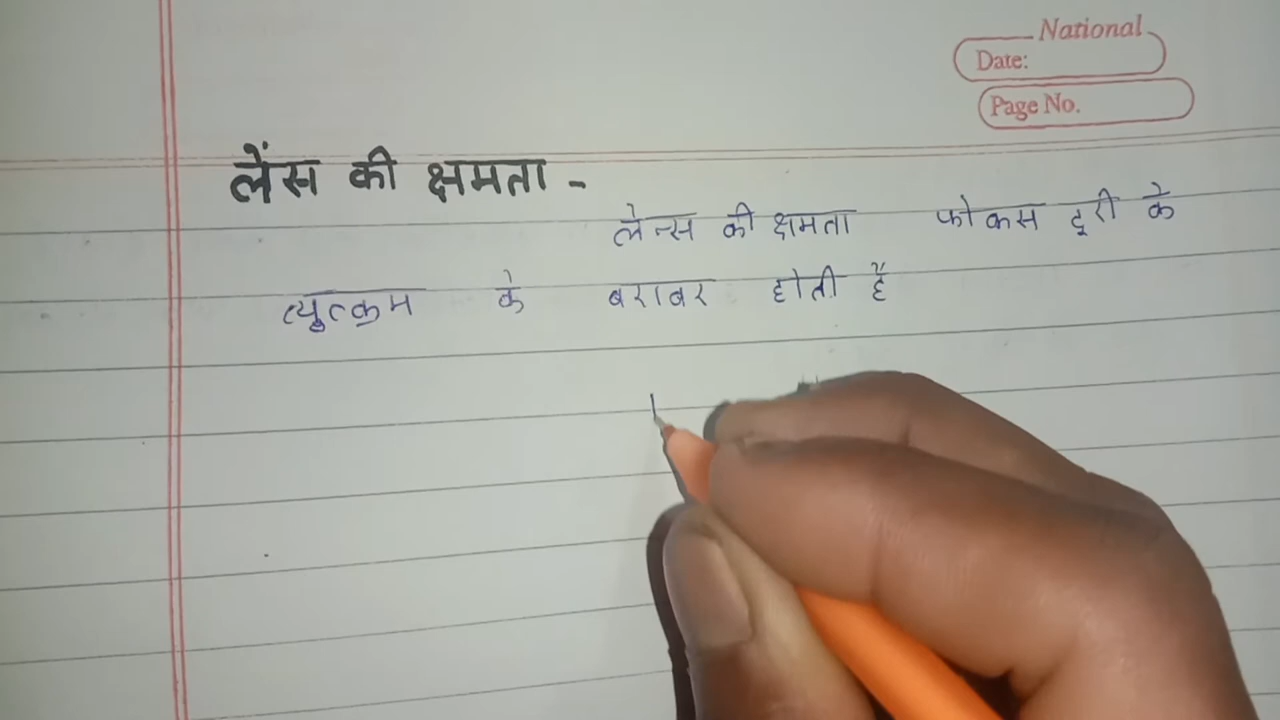 National
Date:
Page No.
लेंस की क्षमता -
लेन्स की क्षमता फोकस दूरी के
व्युत्क्रम के बराबर होती है